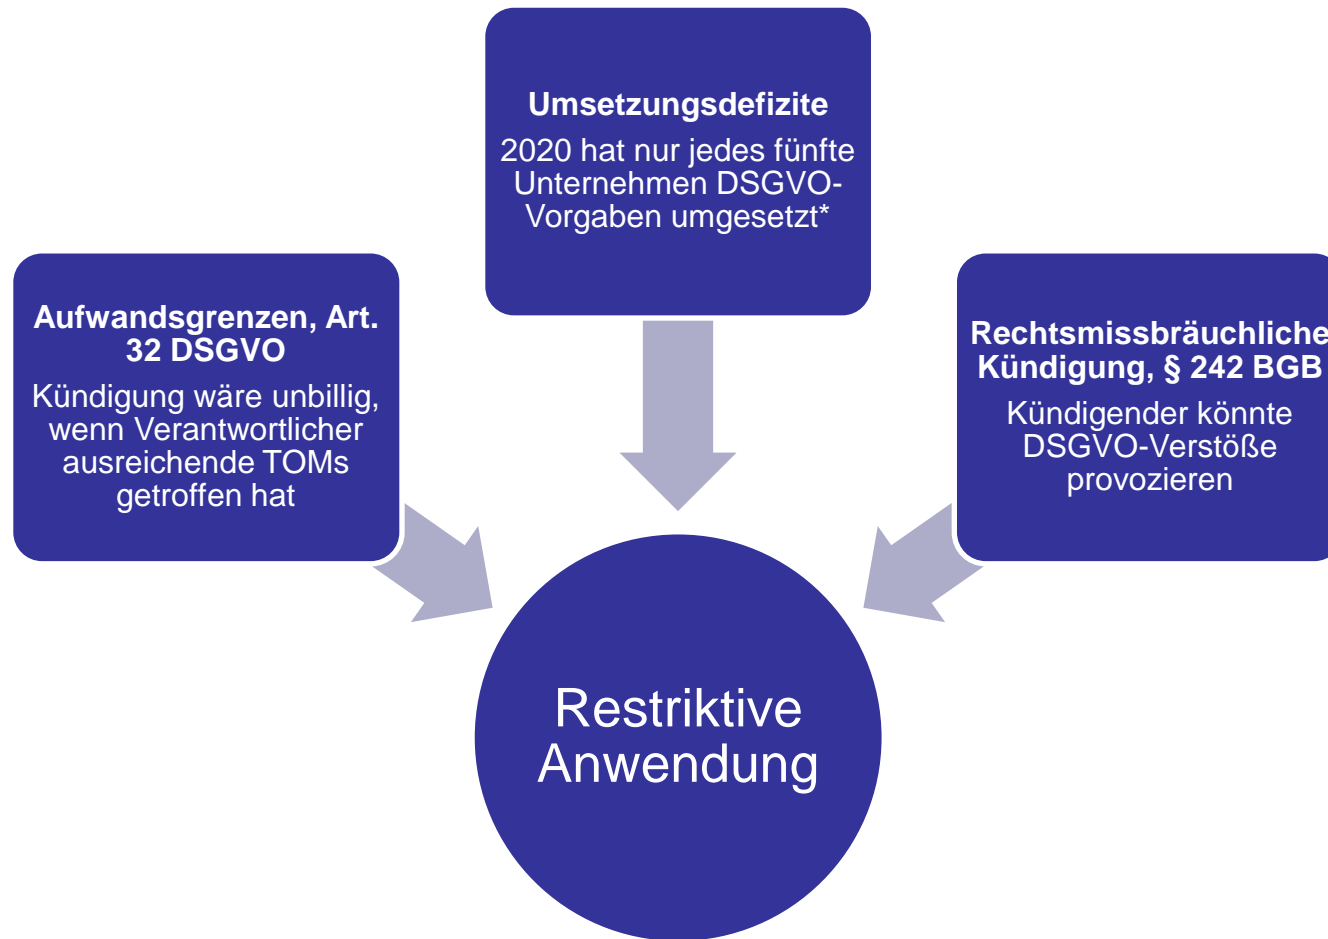 Umsetzungsdefizite
2020 hat nur jedes fünfte
Unternehmen DSGVO-
Vorgaben umgesetzt*
Aufwandsgrenzen, Art.
32 DSGVO
Kündigung wäre unbillig,
wenn Verantwortlicher
ausreichende TOMs
getroffen hat
Rechtsmissbräuchliche
Kündigung, § 242 BGB
Kündigender könnte
DSGVO-Verstöße
provozieren
Restriktive
Anwendung